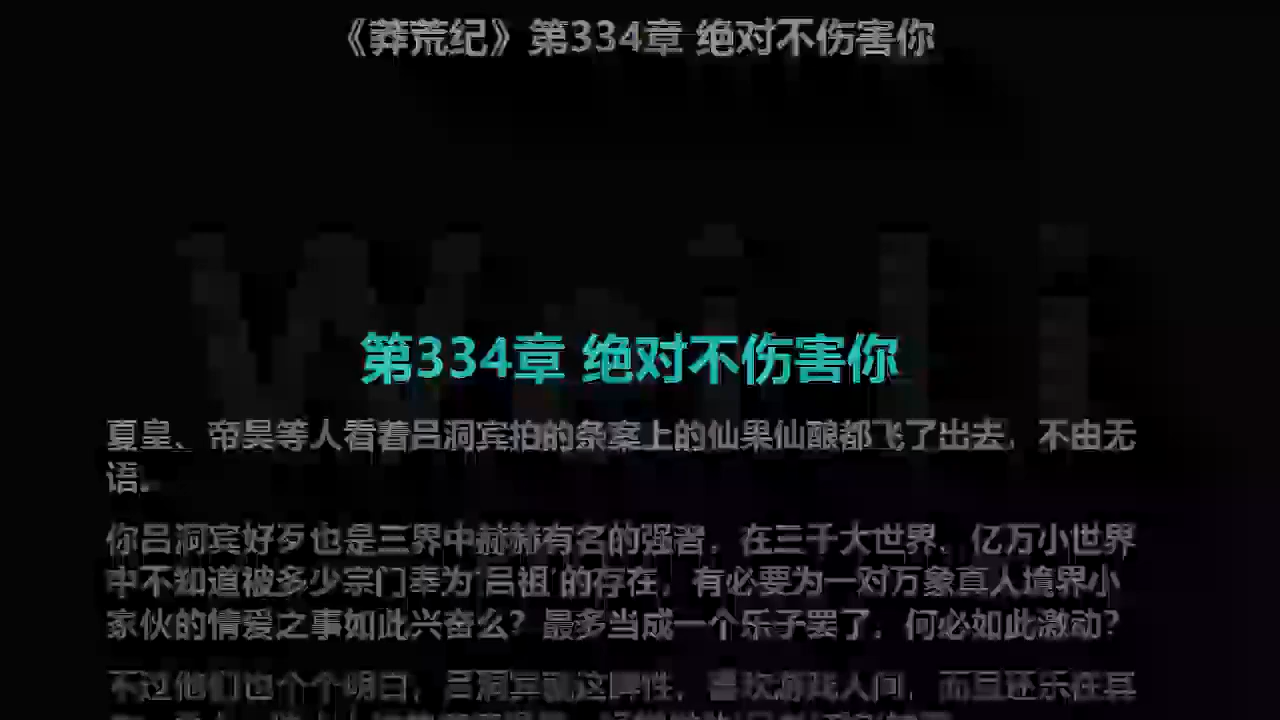 《莽荒纪》第334章 绝对不伤害你
第334章 绝对不伤害你
夏皇、帝昊等人看着吕洞宾拍的条案上的仙果仙酿都飞了出去，不由无
语。
你吕洞宾好歹也是三界中赫赫有名的强者，在三千大世界、亿万小世界
中不知道被多少宗门奉为‘吕祖’的存在，有必要为一对万象真人境界小
家伙的情爱之事如此兴奋么？最多当成一个乐子罢了，何必如此激动？
不过他们也个个明白，吕洞宾就这脾性，喜欢游戏人间，而且还乐在其